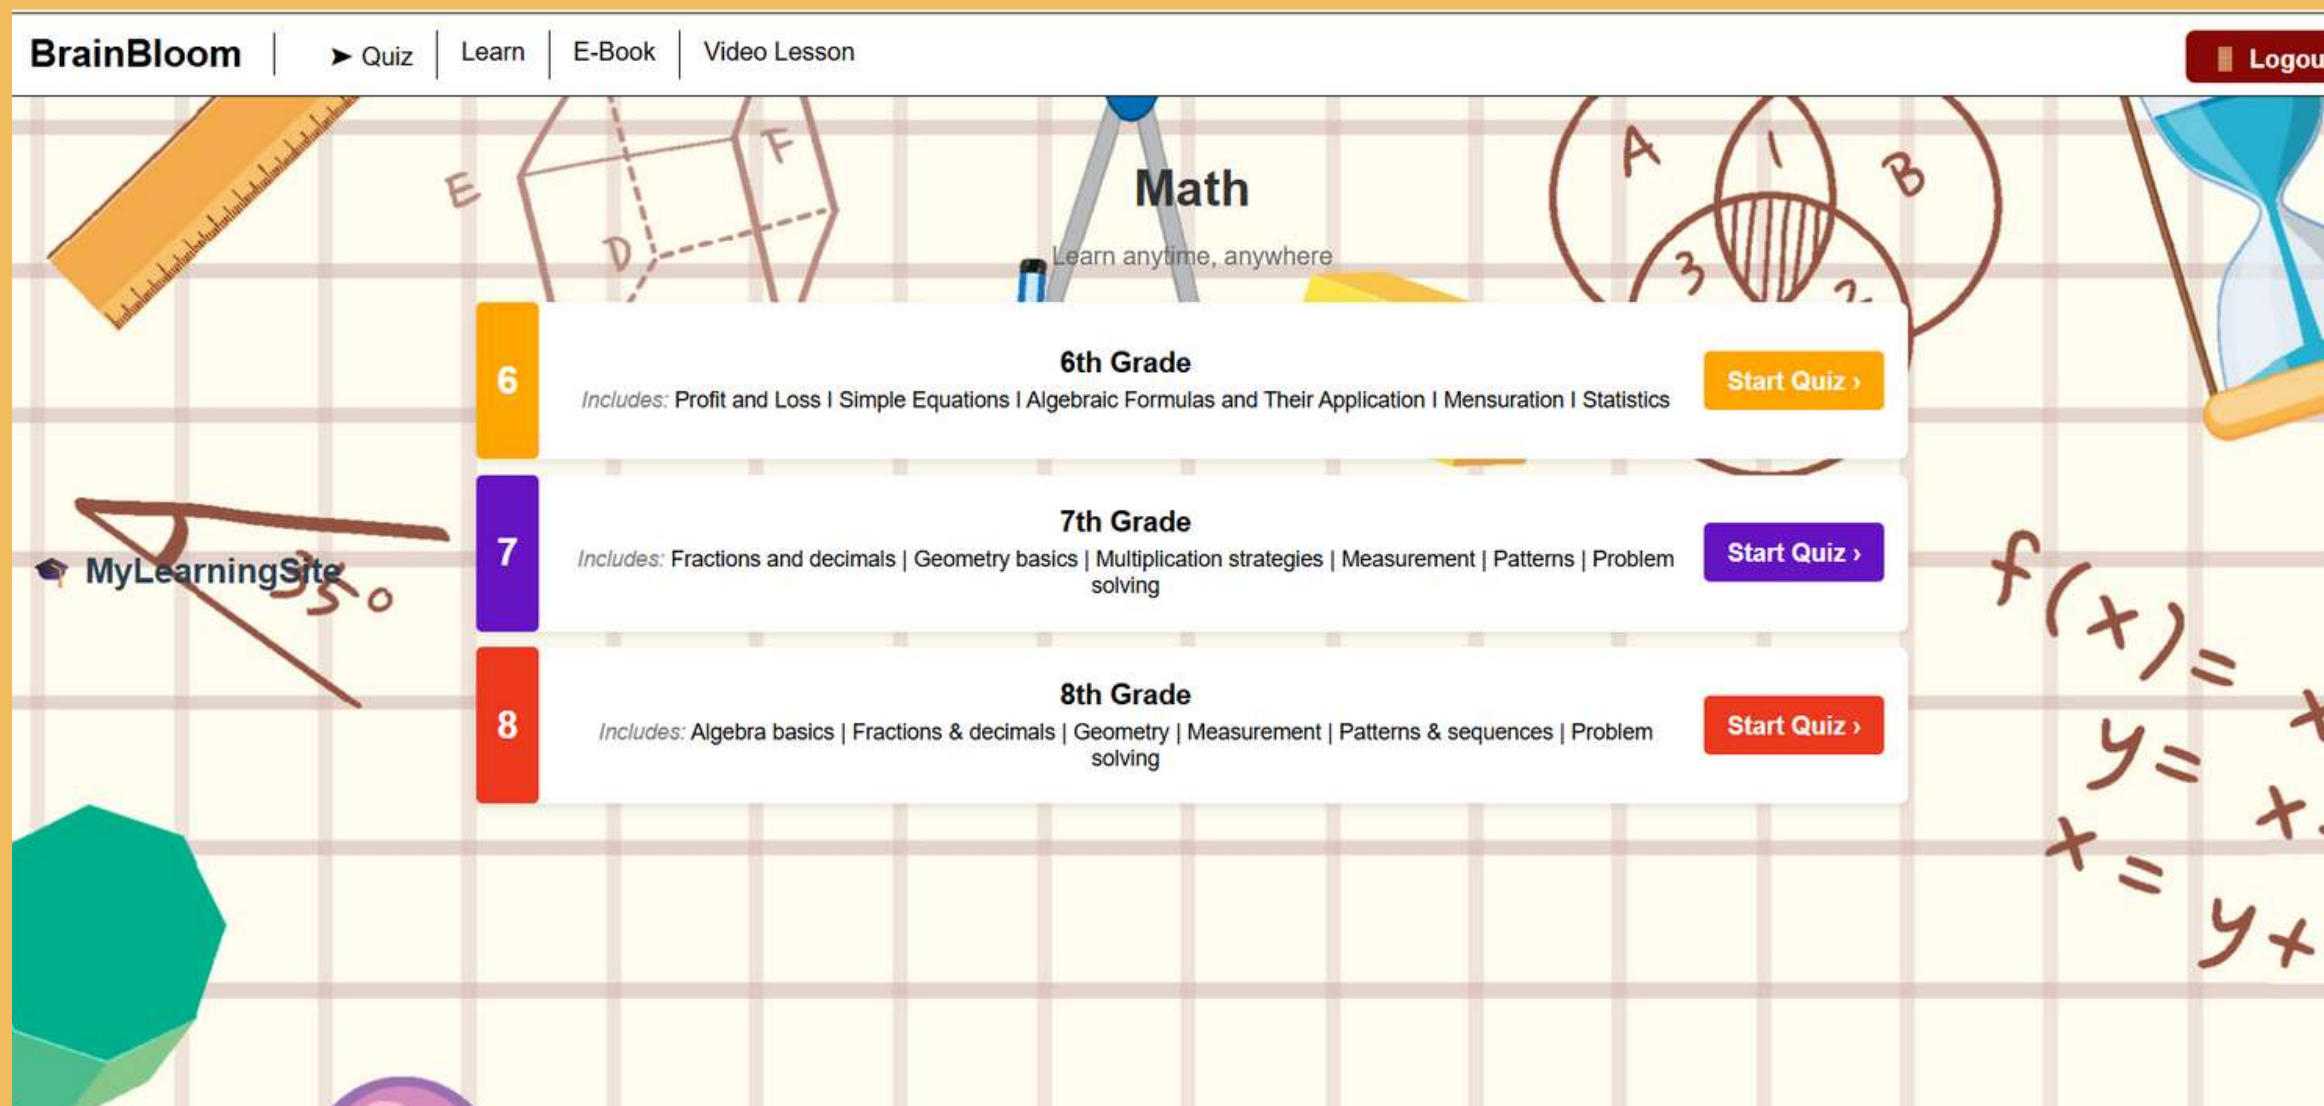 BrainBloom
➤ Quiz
Learn
E-Book
Video Lesson
Logou
E
F
D
A
1
B
3
2
Math
Learn anytime, anywhere
6
6th Grade
Includes: Profit and Loss I Simple Equations I Algebraic Formulas and Their Application I Mensuration I Statistics
Start Quiz ›
7
7th Grade
Includes: Fractions and decimals | Geometry basics | Multiplication strategies | Measurement | Patterns | Problem
solving
Start Quiz ›
MyLearningSite
35°
8
8th Grade
Includes: Algebra basics | Fractions & decimals | Geometry | Measurement | Patterns & sequences | Problem
solving
Start Quiz ›
f(x)=
y= x
x= x
yx